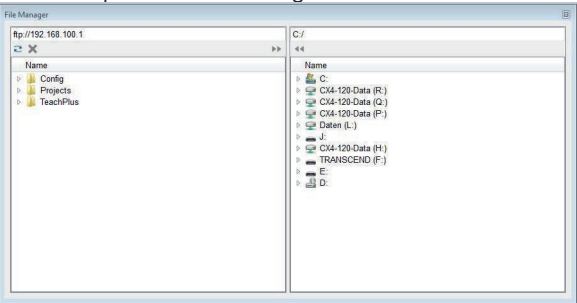 File Manager
ftp://192.168.100.1
C:/
Name
Config
Projects
TeachPlus
Name
C:
CX4-120-Data (R:)
CX4-120-Data (Q:)
CX4-120-Data (P:)
Daten (L:)
J:
CX4-120-Data (H:)
TRANSCEND (F:)
E:
D: